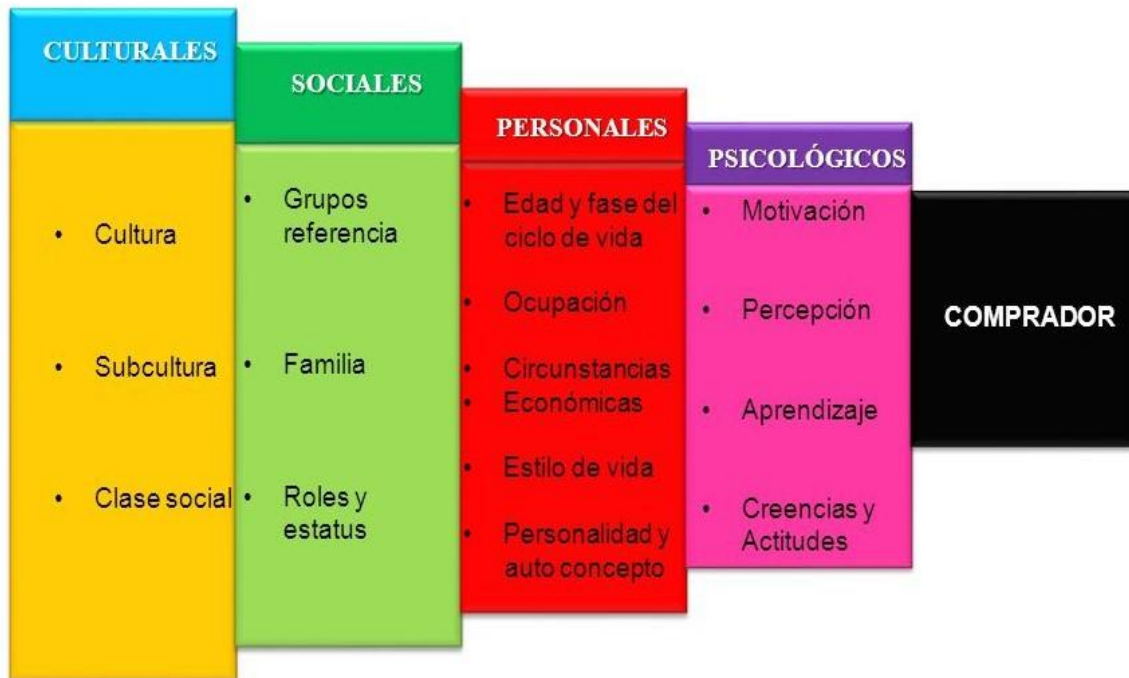 CULTURALES
• Cultura
• Subcultura
• Clase social
SOCIALES
• Grupos
referencia
• Familia
• Roles y
estatus
PERSONALES
• Edad y fase del
ciclo de vida
• Ocupación
• Circunstancias
• Económicas
• Estilo de vida
• Personalidad y
auto concepto
PSICOLÓGICOS
• Motivación
• Percepción
• Aprendizaje
• Creencias y
Actitudes
COMPRADOR